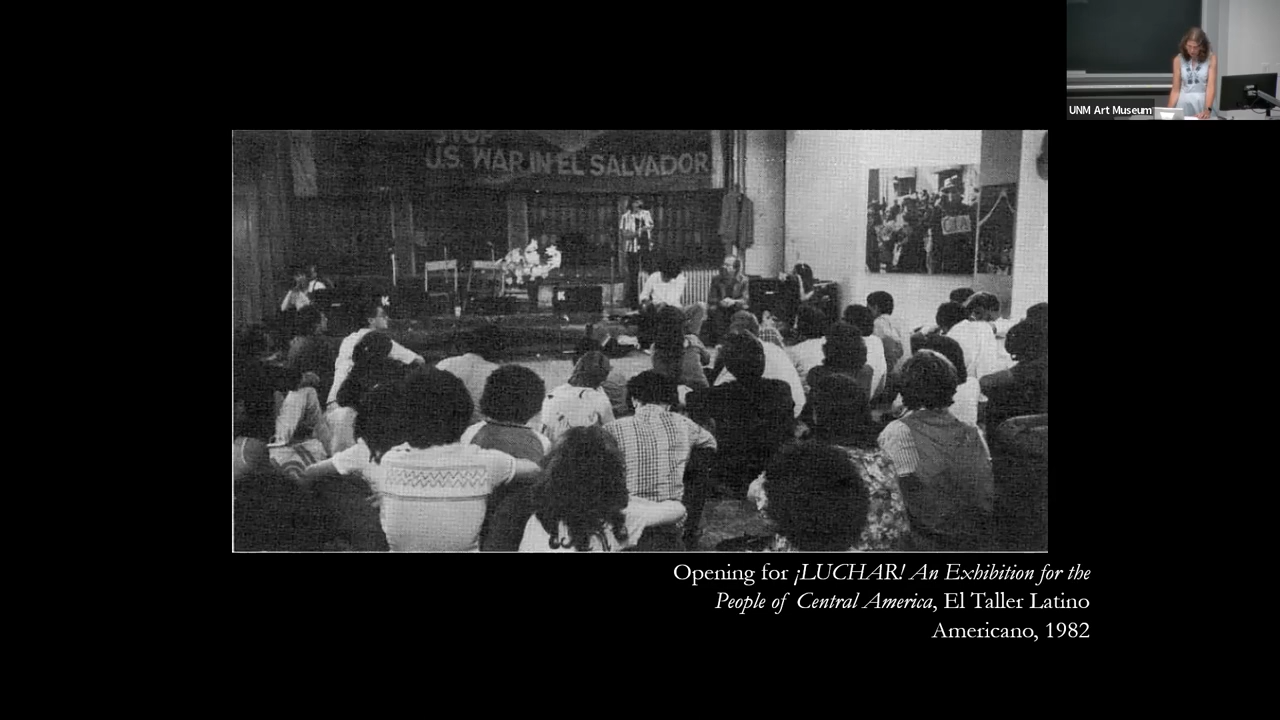 UNM Art Museum
STOP
U.S. WAR IN EL SALVADOR
Opening for ¡LUCHAR! An Exhibition for the
People of Central America, El Taller Latino
Americano, 1982